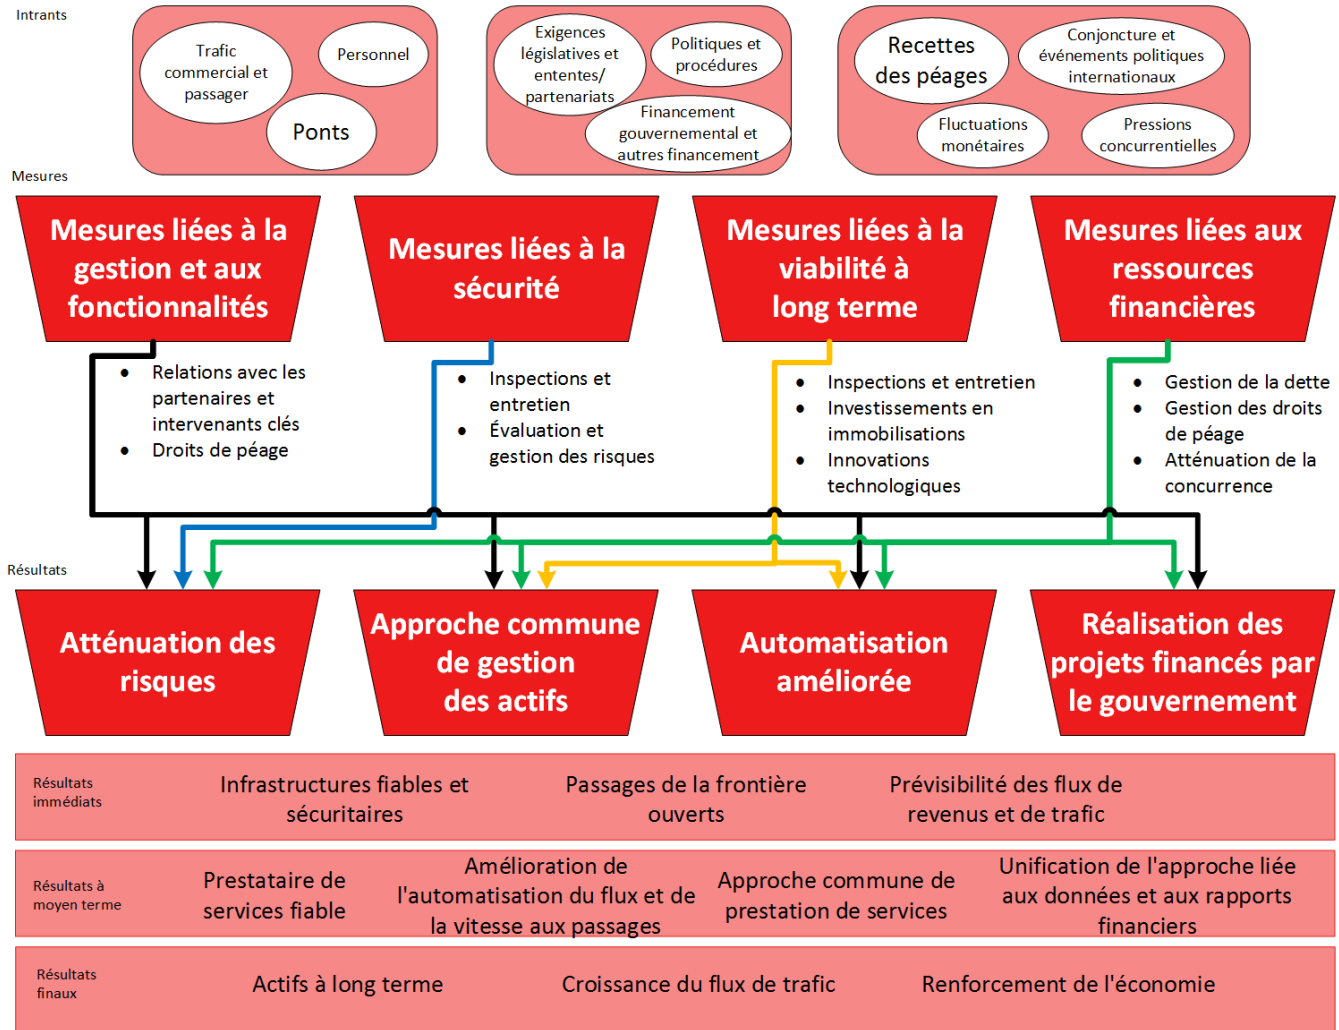 Intrants
Trafic
commercial et
passager
Personnel
Ponts
Exigences
législatives et
ententes/
partenariats
Politiques et
procédures
Financement
gouvernemental et
autres financement
Recettes
des péages
Conjoncture et
événements politiques
internationaux
Fluctuations
monétaires
Pressions
concurrentielles
Mesures
Mesures liées à la
gestion et aux
fonctionnalités
Mesures liées à la
sécurité
Mesures liées à la
viabilité à
long terme
Mesures liées aux
ressources
financières
• Relations avec les
partenaires et
intervenants clés
• Droits de péage
• Inspections et
entretien
• Évaluation et
gestion des risques
• Inspections et entretien
• Investissements en
immobilisations
• Innovations
technologiques
• Gestion de la dette
• Gestion des droits
de péage
• Atténuation de la
concurrence
Résultats
Atténuation des
risques
Approche commune
de gestion
des actifs
Automatisation
améliorée
Réalisation des
projets financés par
le gouvernement
Résultats
immédiats
Infrastructures fiables et
sécuritaires
Passages de la frontière
ouverts
Prévisibilité des flux de
revenus et de trafic
Résultats à
moyen terme
Prestataire de
services fiable
Amélioration de
l'automatisation du flux et de
la vitesse aux passages
Approche commune de
prestation de services
Unification de l'approche liée
aux données et aux rapports
financiers
Résultats
finaux
Actifs à long terme
Croissance du flux de trafic
Renforcement de l'économie